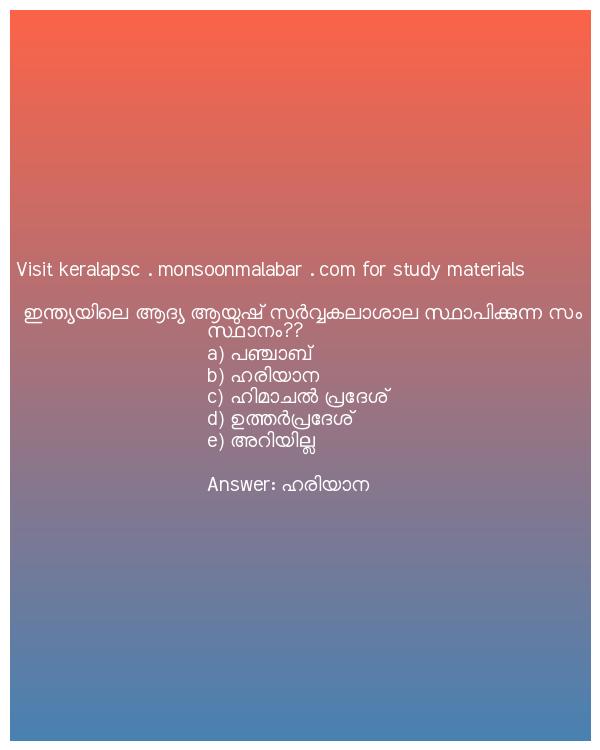 Visit keralapsc . monsoonmalabar . com for study materials
ഇന്ത്യയിലെ ആദ്യ ആയുഷ് സർവ്വകലാശാല സ്ഥാപിക്കുന്ന സം
സ്ഥാനം??
a) പഞ്ചാബ്
b) ഹരിയാന
c) ഹിമാചൽ പ്രദേശ്
d) ഉത്തർപ്രദേശ്
e) അറിയില്ല
Answer: ഹരിയാന